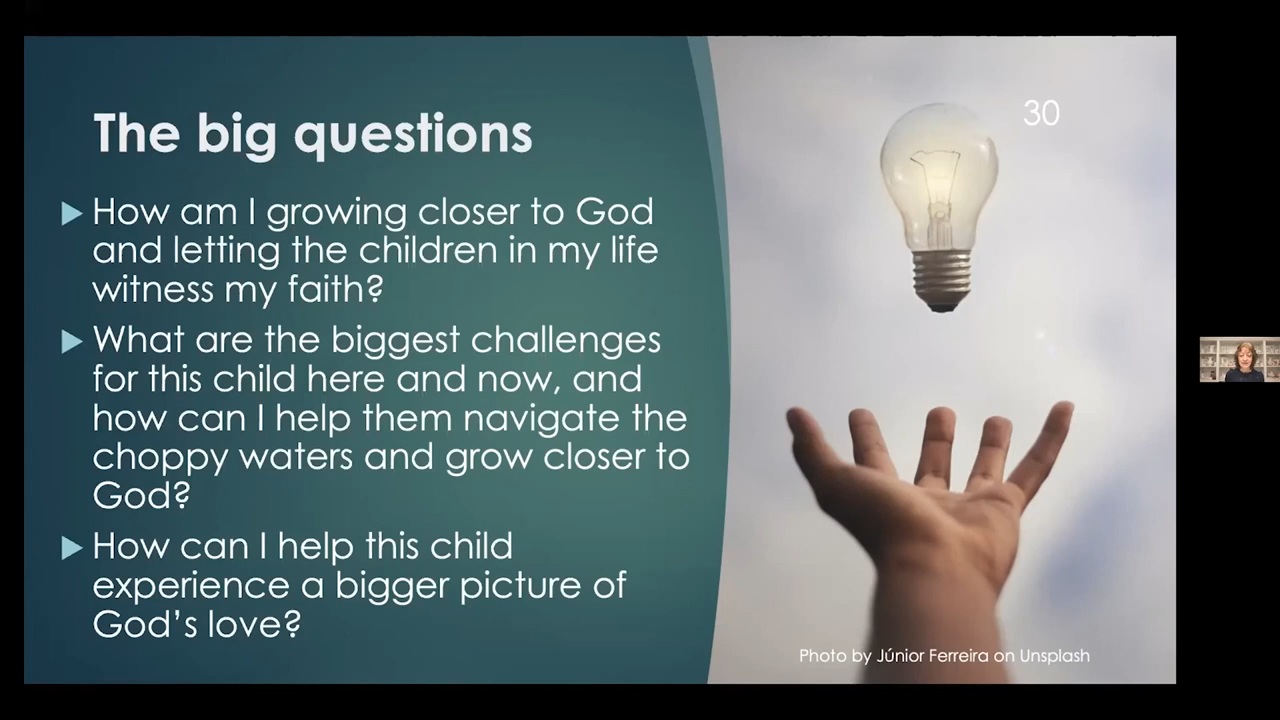 30
The big questions
How am I growing closer to God
and letting the children in my life
witness my faith?
What are the biggest challenges
for this child here and now, and
how can I help them navigate the
choppy waters and grow closer to
God?
How can I help this child
experience a bigger picture of
God’s love?
Photo by Júnior Ferreira on Unsplash